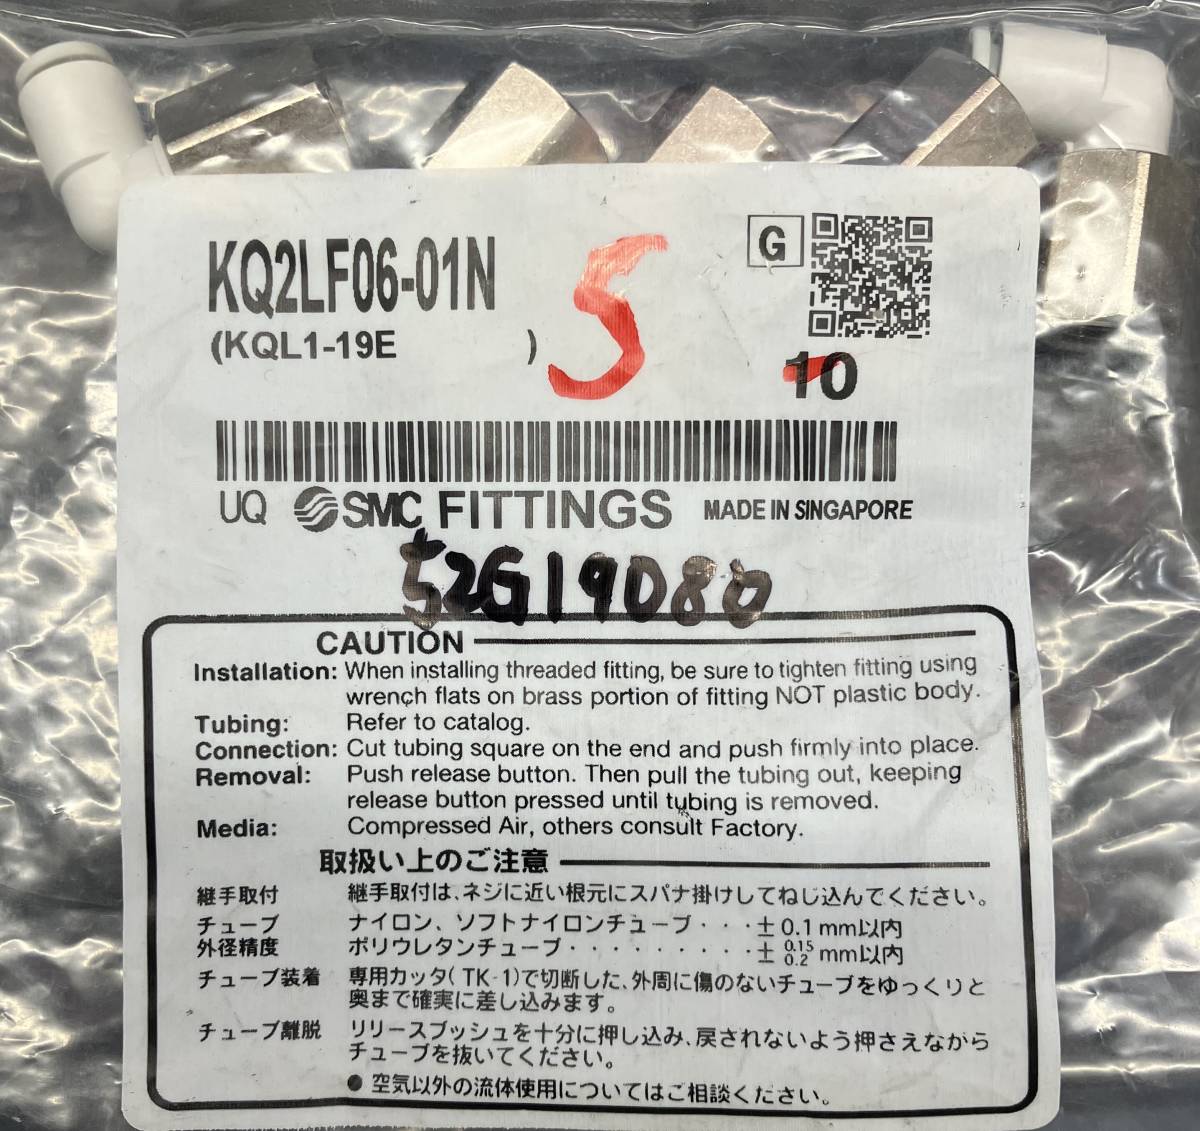 KQ2LF06-01N
(KQL1-19E )
5
G
10
UQ SMC FITTINGS MADE IN SINGAPORE
52G19D80
CAUTION
Installation: When installing threaded fitting, be sure to tighten fitting using
wrench flats on brass portion of fitting NOT plastic body.
Tubing: Refer to catalog.
Connection: Cut tubing square on the end and push firmly into place.
Removal: Push release button. Then pull the tubing out, keeping
release button pressed until tubing is removed.
Media: Compressed Air, others consult Factory.
取扱い上のご注意
継手取付 継手取付は、ネジに近い根元にスパナ掛けしてねじ込んでください。
チューブ ナイロン、ソフトナイロンチューブ・・・± 0.1 mm以内
外径精度 ポリウレタンチューブ・・・・・・・・・・± 0.15 0.2 mm以内
チューブ装着 専用カッタ( TK-1)で切断した、外周に傷のないチューブをゆっくりと
奥まで確実に差し込みます。
チューブ離脱 リリースブッシュを十分に押し込み、戻されないよう押さえながら
チューブを抜いてください。
● 空気以外の流体使用についてはご相談ください。